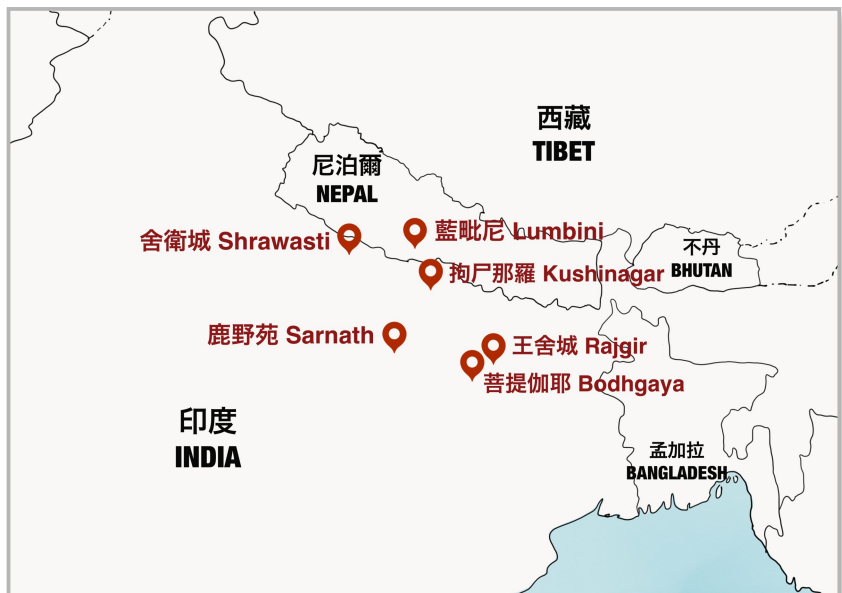 西藏
TIBET
尼泊爾
NEPAL
舍衛城 Shrawasti
藍毗尼 Lumbini
不丹
BHUTAN
拘尸那羅 Kushinagar
鹿野苑 Sarnath
王舍城 Rajgir
菩提伽耶 Bodhgaya
印度
INDIA
孟加拉
BANGLADESH